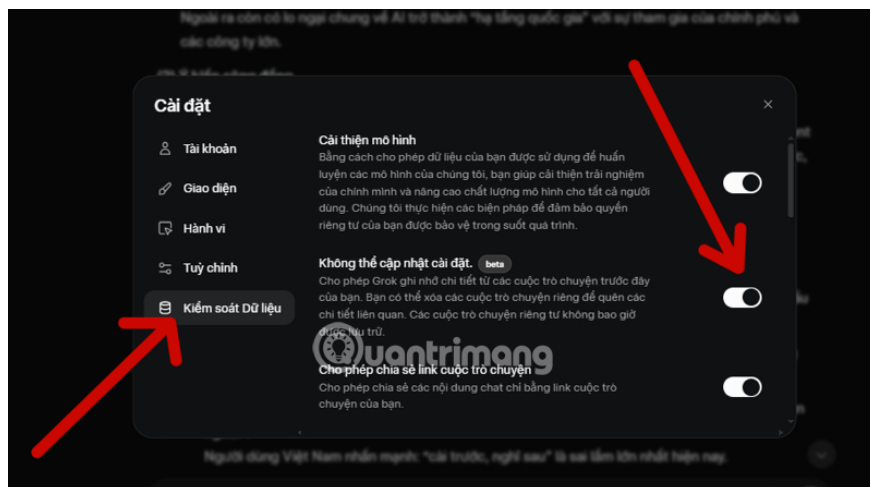 Ngoài ra còn có lo ngại chung về AI trở thành "hạ tầng quốc gia" với sự tham gia của chính phủ và
các công ty lớn.
Cài đặt
Tài khoản
Giao diện
Hành vi
Tuỳ chỉnh
Kiểm soát Dữ liệu
Cải thiện mô hình
Bằng cách cho phép dữ liệu của bạn được sử dụng để huấn
luyện các mô hình của chúng tôi, bạn giúp cải thiện trải nghiệm
của chính mình và nâng cao chất lượng mô hình cho tất cả người
dùng. Chúng tôi thực hiện các biện pháp để đảm bảo quyền
riêng tư của bạn được bảo vệ trong suốt quá trình.
Không thể cập nhật cài đặt. beta
Cho phép Grok ghi nhớ chi tiết từ các cuộc trò chuyện trước đây
của bạn. Bạn có thể xóa các cuộc trò chuyện riêng để quên các
chi tiết liên quan. Các cuộc trò chuyện riêng tư không bao giờ
được lưu trữ.
Quantrimang
Cho phép chia sẻ link cuộc trò chuyện
Cho phép chia sẻ các nội dung chat chỉ bằng link cuộc trò
chuyện của bạn.
Người dùng Việt Nam nhấn mạnh: "cài trước, nghĩ sau" là sai lầm lớn nhất hiện nay.